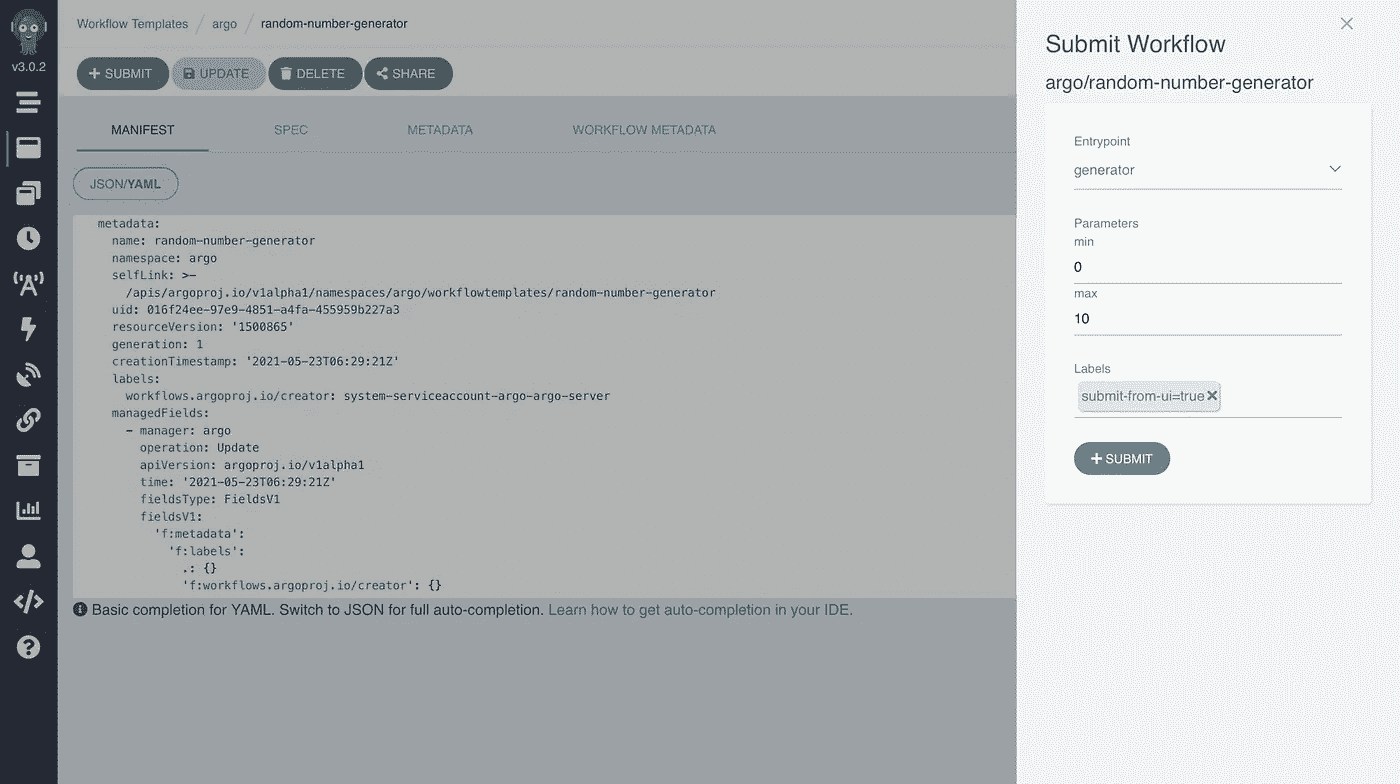 v3.0.2
Workflow Templates / argo / random-number-generator
SUBMIT UPDATE DELETE SHARE
MANIFEST SPEC METADATA WORKFLOW METADATA
JSON/YAML
metadata:
name: random-number-generator
namespace: argo
selfLink: >-
/apis/argoproj.io/v1alpha1/namespaces/argo/workflowtemplates/random-number-generator
uid: 016f24ee-97e9-4851-a4fa-455959b227a3
resourceVersion: '1500865'
generation: 1
creationTimestamp: '2021-05-23T06:29:21Z'
labels:
workflows.argoproj.io/creator: system-serviceaccount-argo-argo-server
managedFields:
- manager: argo
operation: Update
apiVersion: argoproj.io/v1alpha1
time: '2021-05-23T06:29:21Z'
fieldsType: FieldsV1
fieldsV1:
'f:metadata':
'f:labels':
.: {}
'f:workflows.argoproj.io/creator': {}
Basic completion for YAML. Switch to JSON for full auto-completion. Learn how to get auto-completion in your IDE.
Submit Workflow
argo/random-number-generator
Entrypoint
generator
Parameters
min
0
max
10
Labels
submit-from-ui=true
SUBMIT